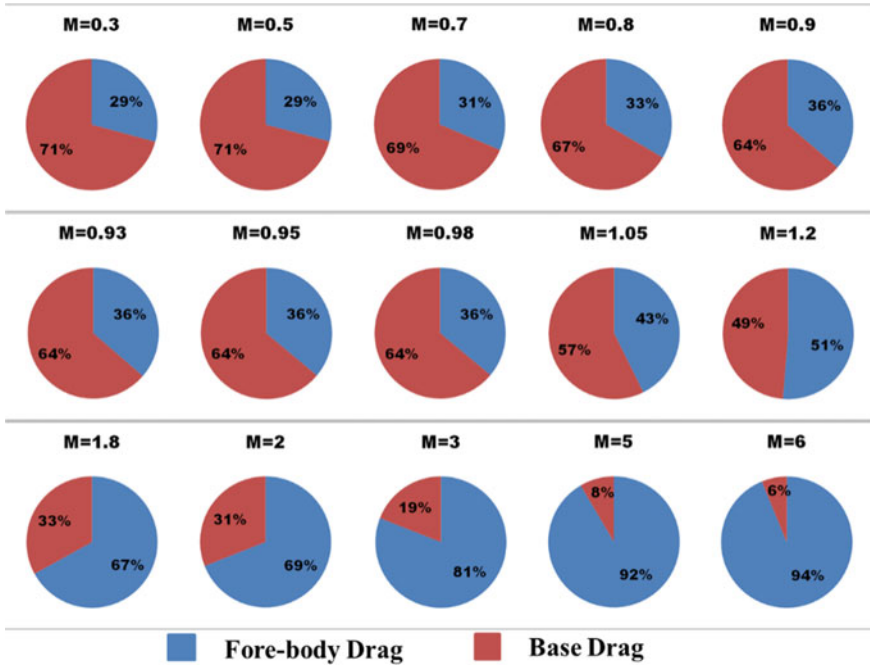 M=0.3 M=0.5 M=0.7 M=0.8 M=0.9
29% 29% 31% 33% 36%
71% 71% 69% 67% 64%
M=0.93 M=0.95 M=0.98 M=1.05 M=1.2
36% 36% 36% 43% 51%
64% 64% 64% 57% 49%
M=1.8 M=2 M=3 M=5 M=6
33% 31% 19% 8% 6%
67% 69% 81% 92% 94%
Fore-body Drag Base Drag